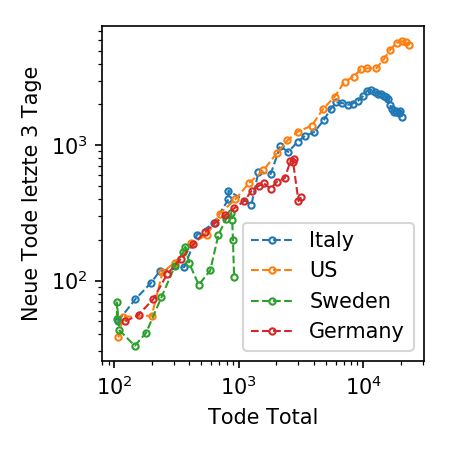 Neue Tode letzte 3 Tage
10³
10²
Italy
US
Sweden
Germany
10² 10³ 10⁴
Tode Total